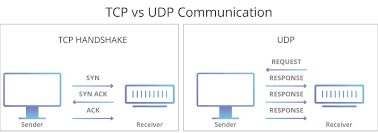 TCP vs UDP Communication
TCP HANDSHAKE
SYN
SYN ACK
ACK
Sender
Receiver
UDP
REQUEST
RESPONSE
RESPONSE
RESPONSE
Sender
Receiver